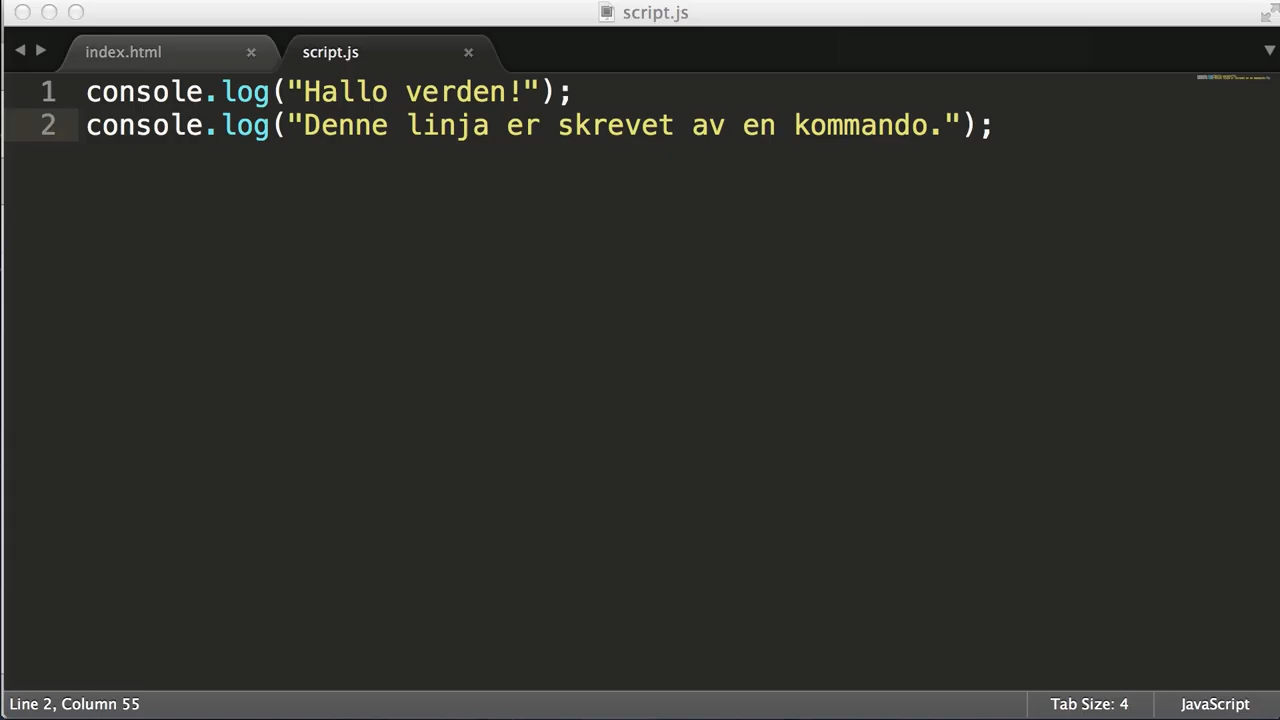 script.js
index.html × script.js ×
1 console.log("Hallo verden!");
2 console.log("Denne linja er skrevet av en kommando.");
Line 2, Column 55 Tab Size: 4 JavaScript